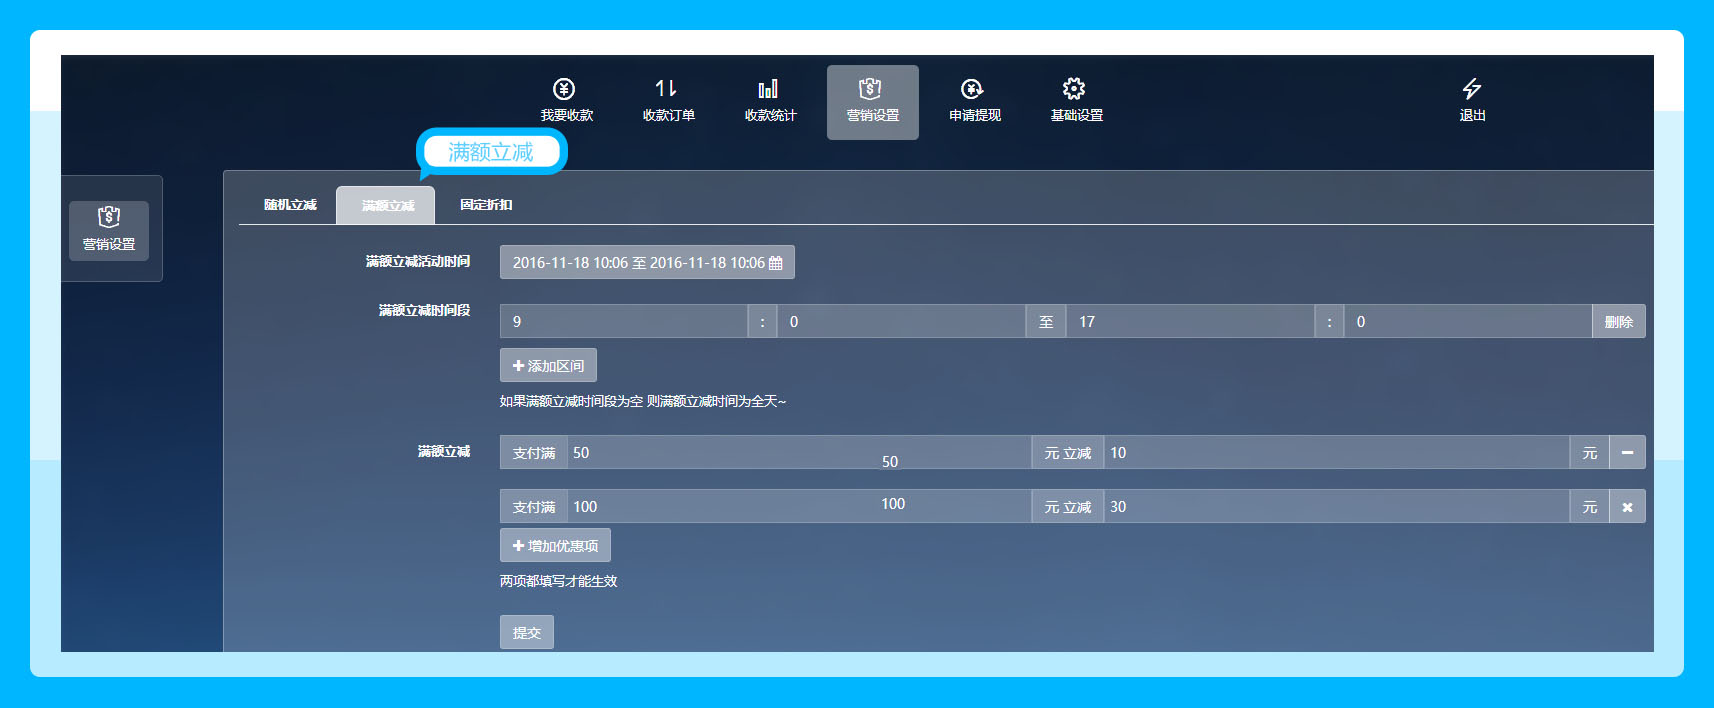 我要收款 收款订单 收款统计 营销设置 申请提现 基础设置 退出
满额立减
营销设置
随机立减 满额立减 固定折扣
满额立减活动时间 2016-11-18 10:06 至 2016-11-18 10:06
满额立减时间段 9 : 0 至 17 : 0 删除
添加区间
如果满额立减时间段为空 则满额立减时间为全天~
满额立减 支付满 50 50 元 立减 10 元
支付满 100 100 元 立减 30 元
增加优惠项
两项都填写才能生效
提交